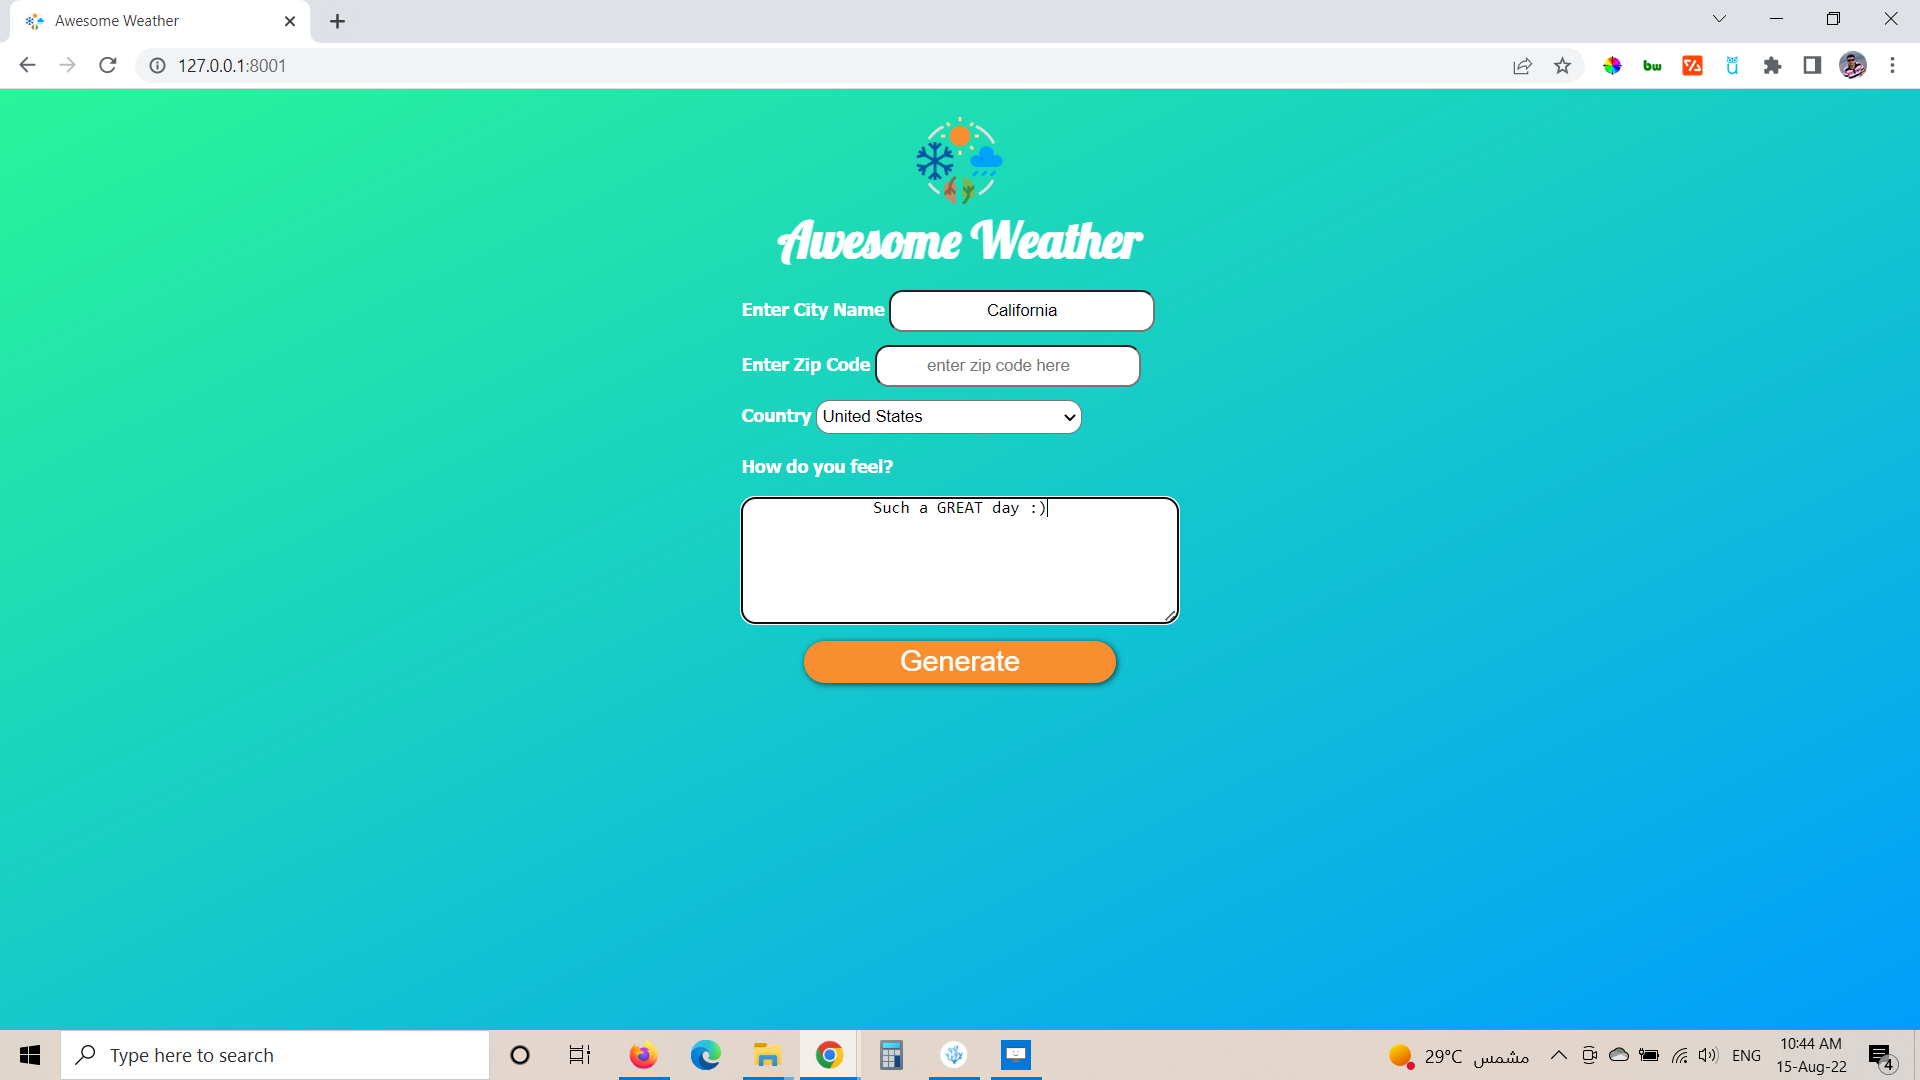 Awesome Weather
127.0.0.1:8001
bw
Awesome Weather
Enter City Name California
Enter Zip Code enter zip code here
Country United States
How do you feel?
Such a GREAT day :)
Generate
Type here to search
29°C مشمس
ENG
10:44 AM
15-Aug-22
4